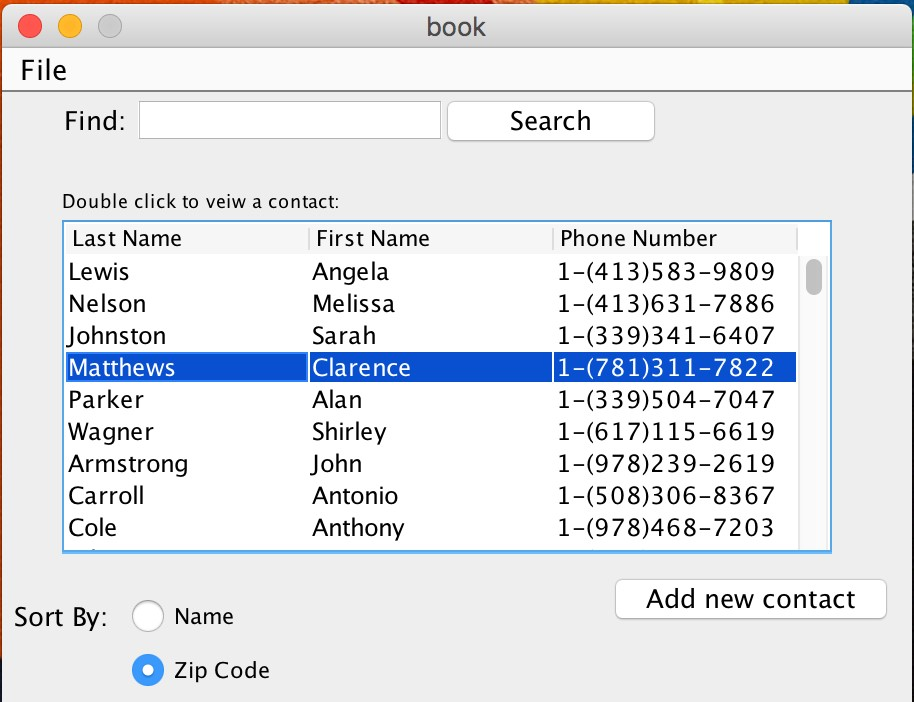 book
File
Find: Search
Double click to veiw a contact:
Last Name First Name Phone Number
Lewis Angela 1-(413)583-9809
Nelson Melissa 1-(413)631-7886
Johnston Sarah 1-(339)341-6407
Matthews Clarence 1-(781)311-7822
Parker Alan 1-(339)504-7047
Wagner Shirley 1-(617)115-6619
Armstrong John 1-(978)239-2619
Carroll Antonio 1-(508)306-8367
Cole Anthony 1-(978)468-7203
Add new contact
Sort By: Name
Zip Code